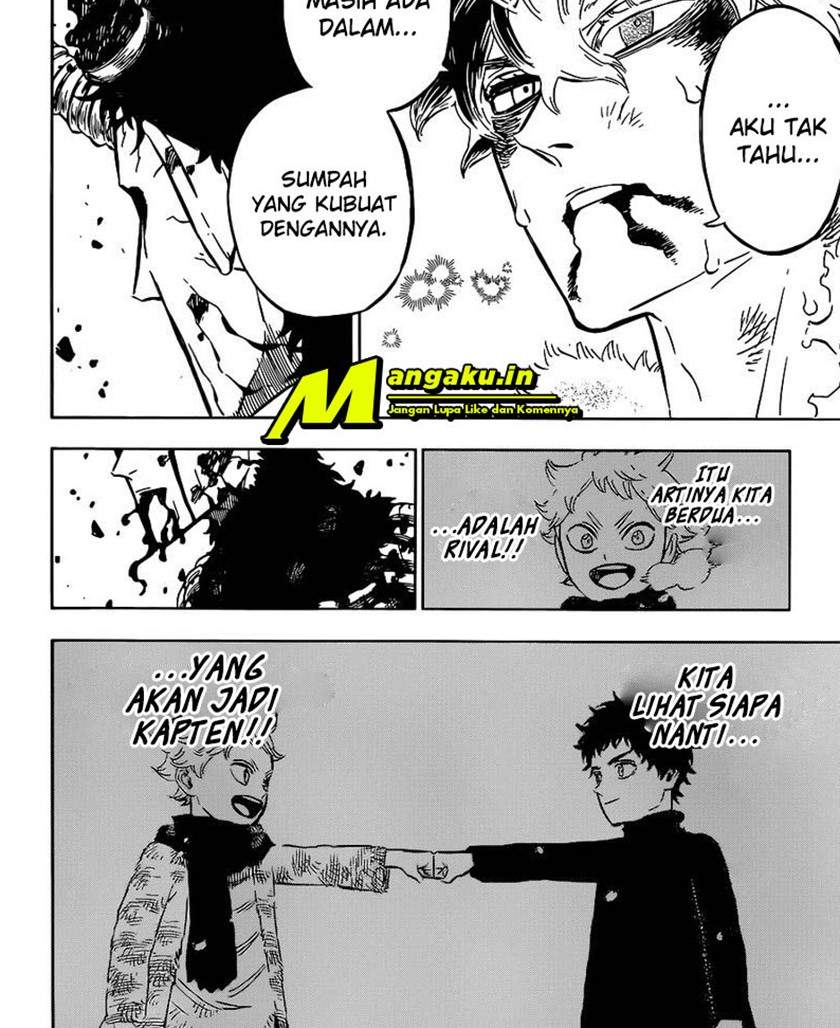 ...
AKU TAK
TAHU...
MASIH ADA
DALAM...
SUMPAH
YANG KUBUAT
DENGANNYA.
Mangaku.in
Jangan Lupa Like dan Komennya
ITU
ARTINYA KITA
BERDUA...
...ADALAH
RIVAL!!
KITA
LIHAT SIAPA
NANTI...
...YANG
AKAN JADI
KAPTEN!!